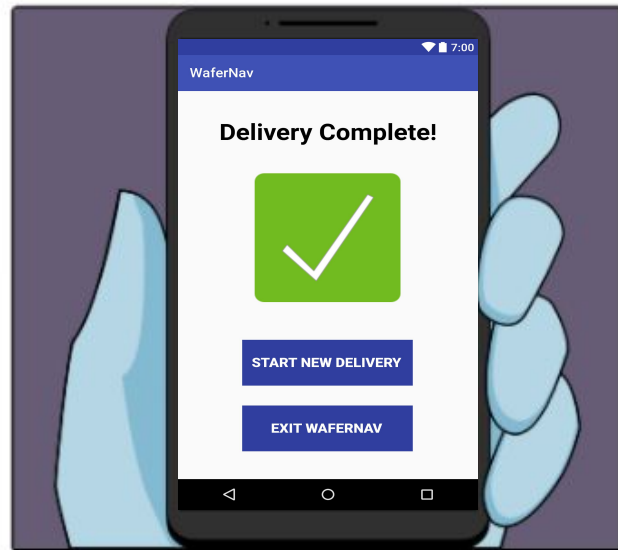 7:00
WaferNav
Delivery Complete!
START NEW DELIVERY
EXIT WAFERNAV